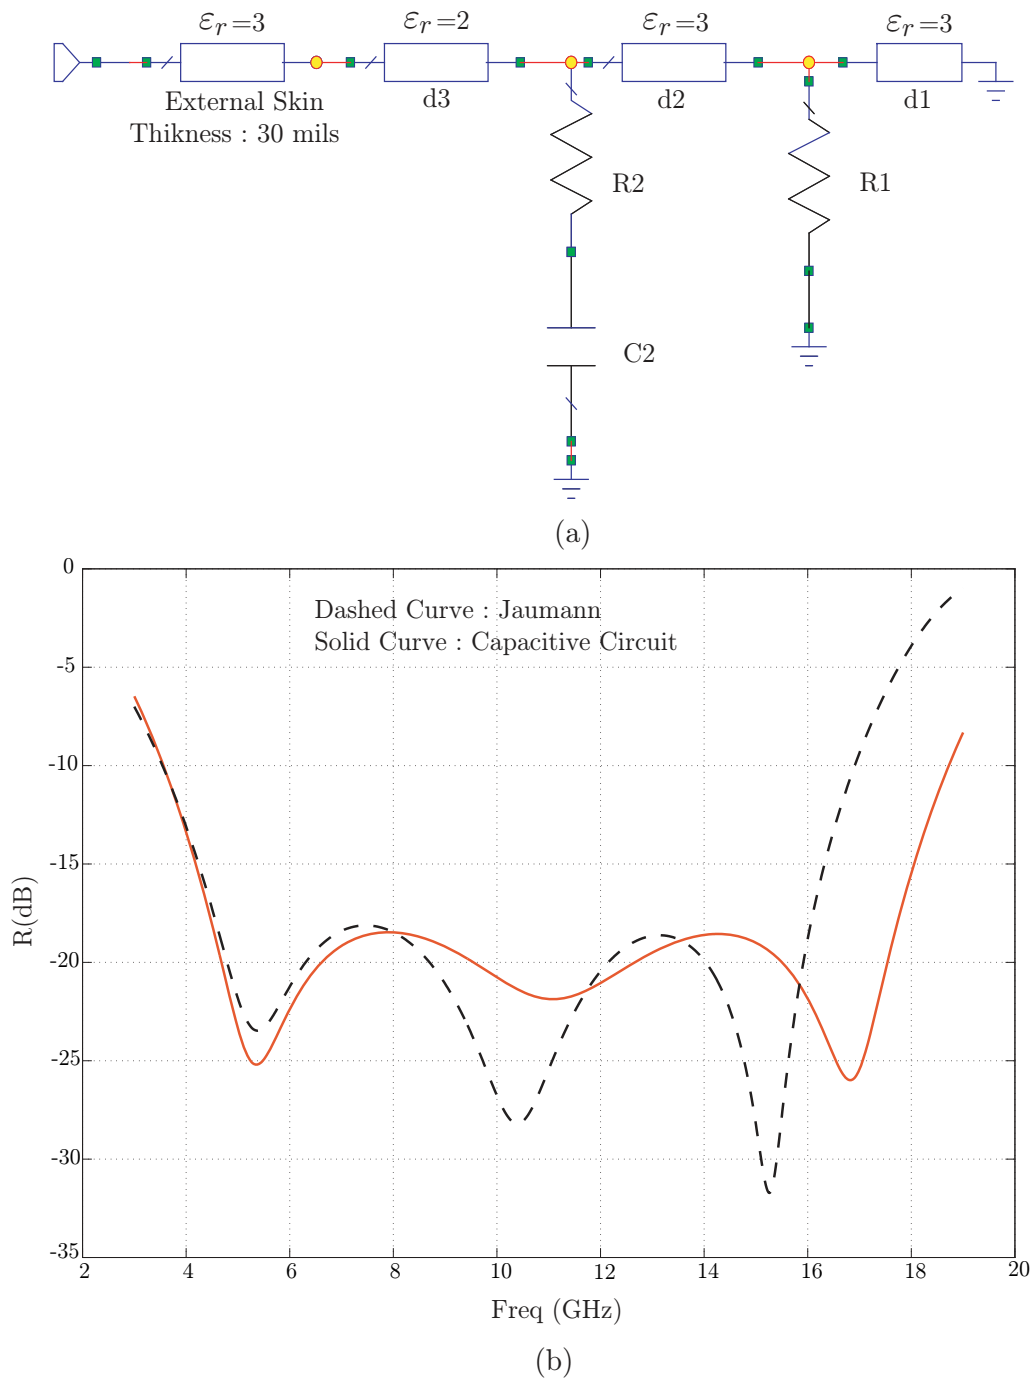 εr=3
εr=2
εr=3
εr=3
External Skin
Thikness : 30 mils
d3
d2
d1
R2
R1
C2
(a)
0
-5
-10
-15
-20
-25
-30
-35
R(dB)
Dashed Curve : Jaumann
Solid Curve : Capacitive Circuit
2 4 6 8 10 12 14 16 18 20
Freq (GHz)
(b)